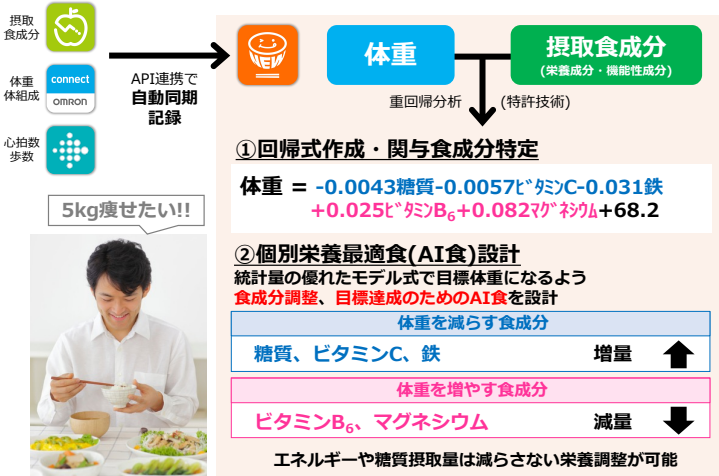 摂取
食成分
体重
体組成
connect
OMRON
心拍数
歩数
API連携で
自動同期
記録
NEW
体重
摂取食成分
(栄養成分・機能性成分)
重回帰分析
(特許技術)
①回帰式作成・関与食成分特定
体重 = -0.0043糖質-0.0057ﾋﾞﾀﾐﾝC-0.031鉄
+0.025ﾋﾞﾀﾐﾝB₆+0.082ﾏｸﾞﾈｼｳﾑ+68.2
5kg痩せたい!!
②個別栄養最適食(AI食)設計
統計量の優れたモデル式で目標体重になるよう
食成分調整、目標達成のためのAI食を設計
体重を減らす食成分
糖質、ビタミンC、鉄 増量
体重を増やす食成分
ビタミンB₆、マグネシウム 減量
エネルギーや糖質摂取量は減らさない栄養調整が可能